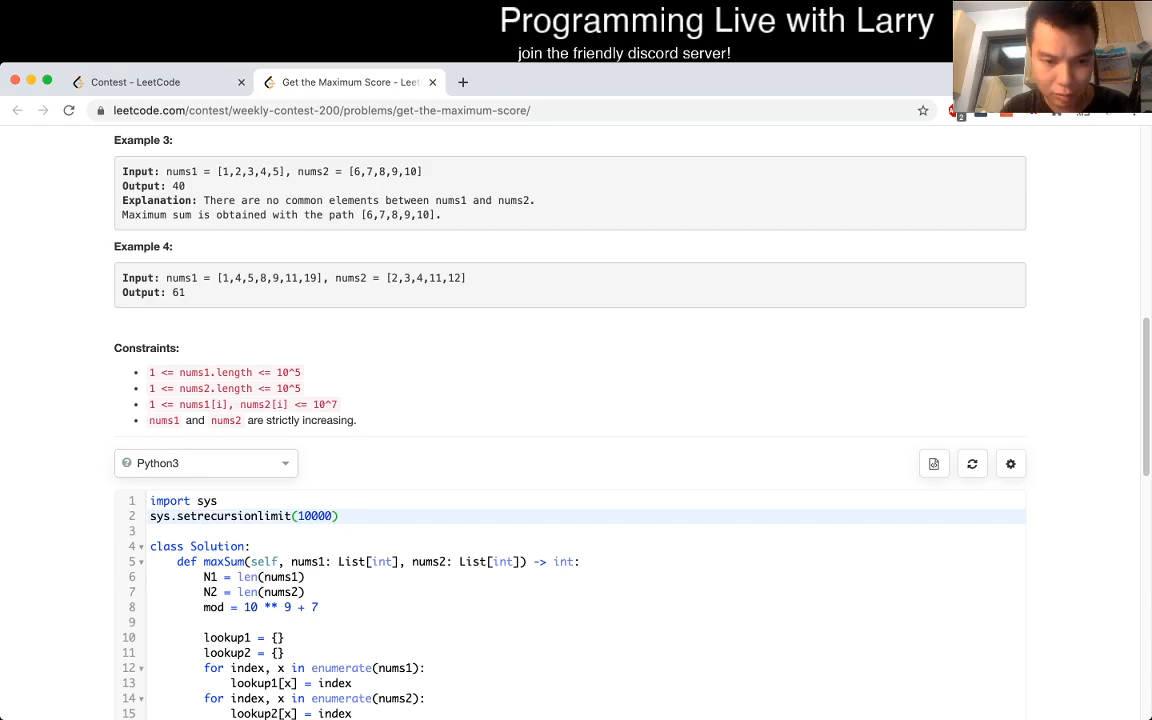 Programming Live with Larry
join the friendly discord server!
Contest - LeetCode
Get the Maximum Score - Leet
leetcode.com/contest/weekly-contest-200/problems/get-the-maximum-score/
2
Example 3:
Input: nums1 = [1,2,3,4,5], nums2 = [6,7,8,9,10]
Output: 40
Explanation: There are no common elements between nums1 and nums2.
Maximum sum is obtained with the path [6,7,8,9,10].
Example 4:
Input: nums1 = [1,4,5,8,9,11,19], nums2 = [2,3,4,11,12]
Output: 61
Constraints:
1 <= nums1.length <= 10^5
1 <= nums2.length <= 10^5
1 <= nums1[i], nums2[i] <= 10^7
nums1 and nums2 are strictly increasing.
Python3
1 import sys
2 sys.setrecursionlimit(10000)
3
4 class Solution:
5 def maxSum(self, nums1: List[int], nums2: List[int]) -> int:
6 N1 = len(nums1)
7 N2 = len(nums2)
8 mod = 10 ** 9 + 7
9
10 lookup1 = {}
11 lookup2 = {}
12 for index, x in enumerate(nums1):
13 lookup1[x] = index
14 for index, x in enumerate(nums2):
15 lookup2[x] = index